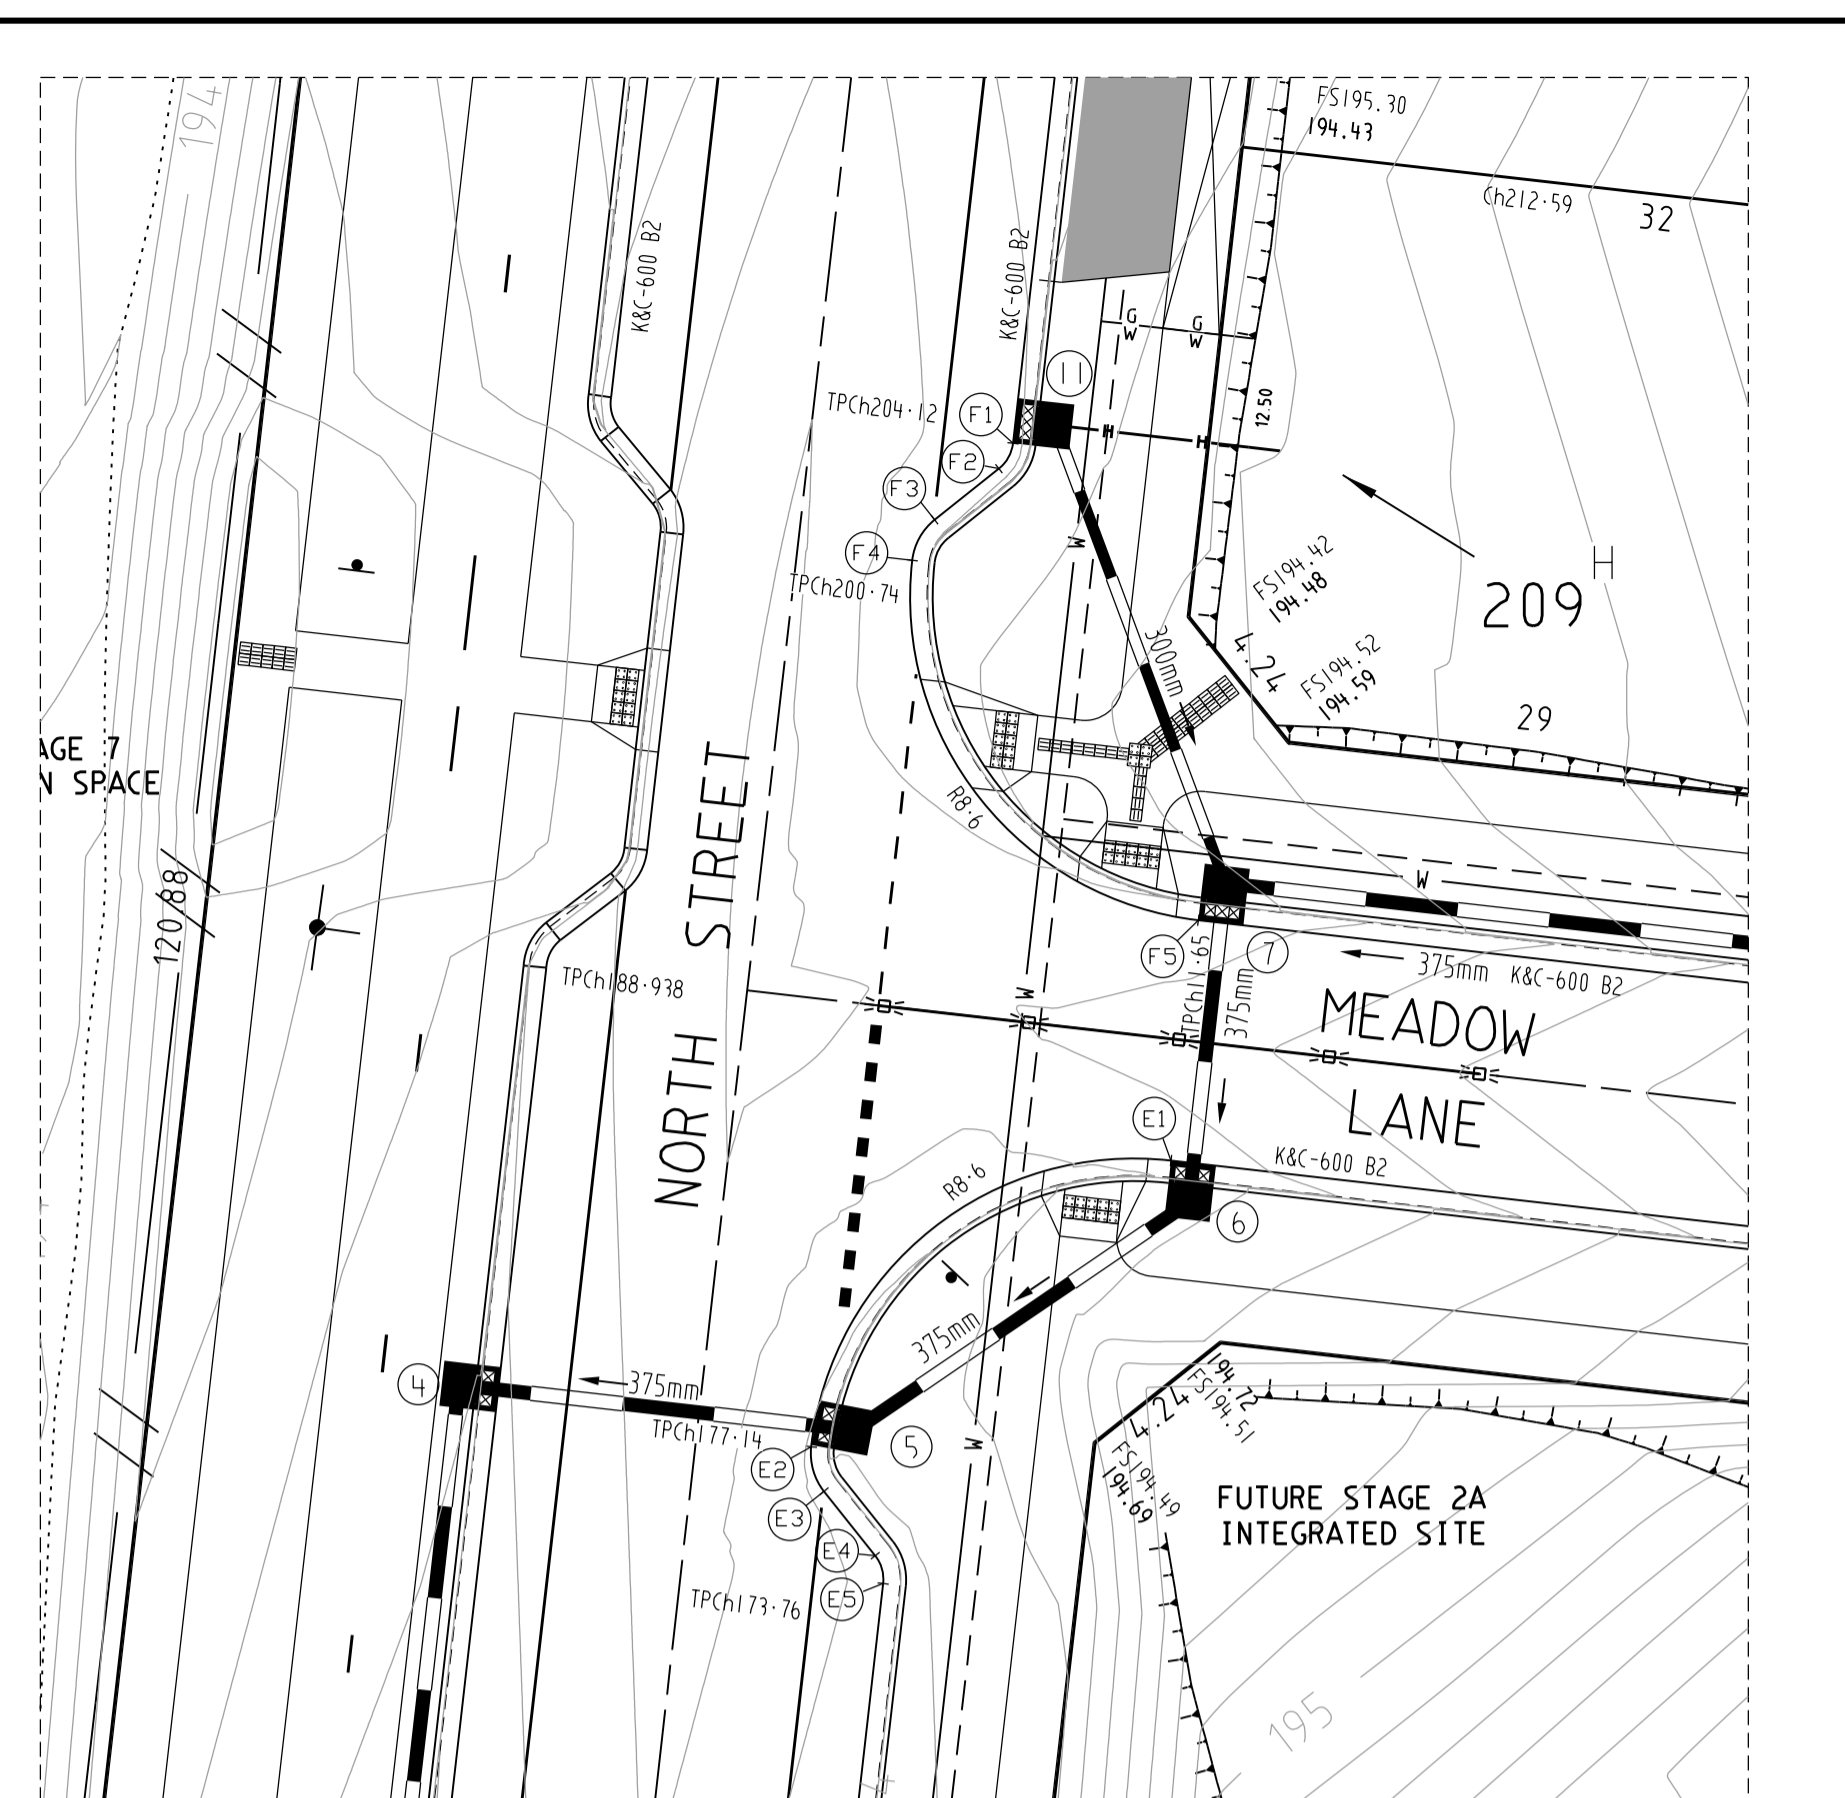 194
FS195.30
194.43
Ch212·59
32
K&C-600 B2
K&C-600 B2
G
W
G
W
11
12.50
TPCh204·12
F1
H
H
F2
F3
F4
W
TPCh200·74
FS194.42
194.48
H
209
300mm
4.24
FS194.52
194.59
29
AGE 7
N SPACE
R8·6
120/88
W
NORTH STREET
F5
7
TPCh11·65
375mm
375mm
K&C-600 B2
TPCh188·938
W
MEADOW
LANE
E1
K&C-600 B2
R8·6
6
375mm
4
375mm
TPCh177·14
5
W
194.72
FS194.51
4.24
FS194.49
194.69
E2
E3
E4
E5
TPCh173·76
FUTURE STAGE 2A
INTEGRATED SITE
195